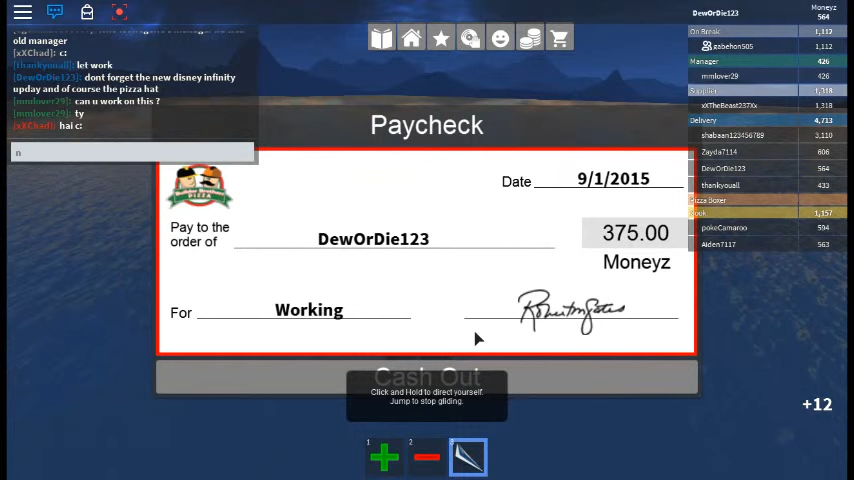 old manager
[xXChad]: c:
[thankyouall]: let work
[DewOrDie123]: dont forget the new disney infinity
upday and of course the pizza hat
[mmlover29]: can u work on this ?
[mmlover29]: ty
[xXChad]: hai c:
n
Paycheck
PIZZA
Date 9/1/2015
Pay to the
order of
DewOrDie123
375.00
Moneyz
For Working
Cash Out
Click and Hold to direct yourself.
Jump to stop gliding.
+12
1
2
DewOrDie123
Moneyz
564
On Break 1,112
gabehon505 1,112
Manager 426
mmlover29 426
Supplier 1,318
xXTheBeast237Xx 1,318
Delivery 4,713
shabaan123456789 3,110
Zayda7114 606
DewOrDie123 564
thankyouall 433
Pizza Boxer
Cook 1,157
pokeCamaroo 594
Aiden7117 563